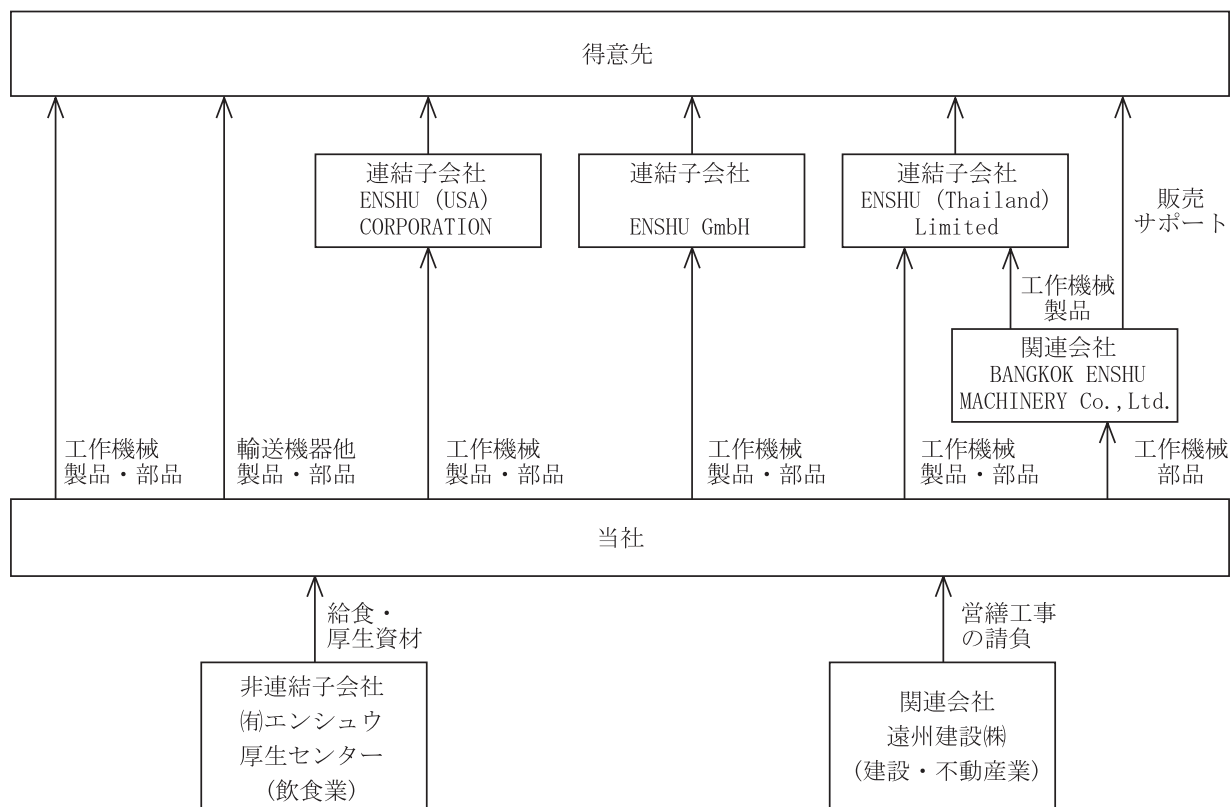 得意先
連結子会社
ENSHU (USA)
CORPORATION
連結子会社
ENSHU GmbH
連結子会社
ENSHU (Thailand)
Limited
販売
サポート
工作機械
製品
関連会社
BANGKOK ENSHU
MACHINERY Co.,Ltd.
工作機械
製品・部品
輸送機器他
製品・部品
工作機械
製品・部品
工作機械
製品・部品
工作機械
製品・部品
工作機械
部品
当社
給食・
厚生資材
営繕工事
の請負
非連結子会社
㈲エンシュウ
厚生センター
(飲食業)
関連会社
遠州建設㈱
(建設・不動産業)